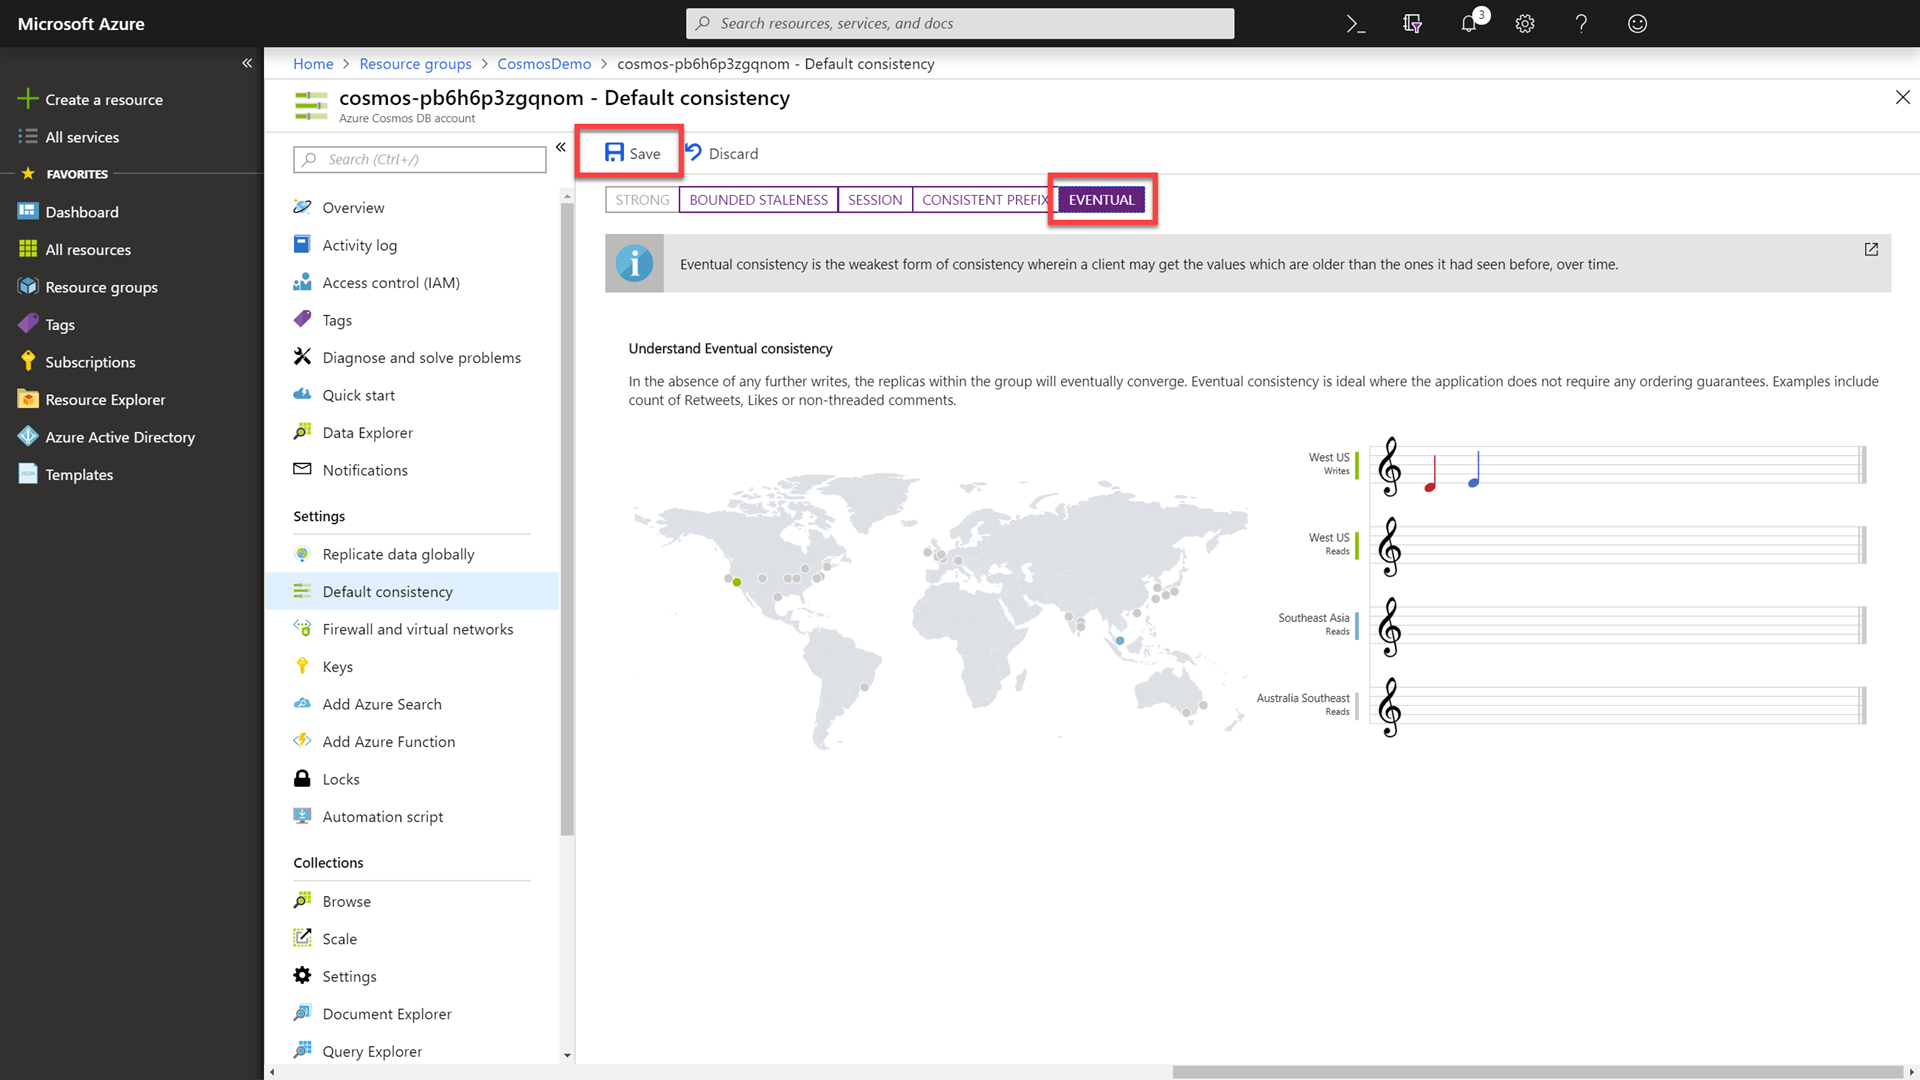 Microsoft Azure
Search resources, services, and docs
3
Home > Resource groups > CosmosDemo > cosmos-pb6h6p3zgqnom - Default consistency
cosmos-pb6h6p3zgqnom - Default consistency
Azure Cosmos DB account
Create a resource
All services
FAVORITES
Dashboard
All resources
Resource groups
Tags
Subscriptions
Resource Explorer
Azure Active Directory
Templates
Search (Ctrl+/)
Overview
Activity log
Access control (IAM)
Tags
Diagnose and solve problems
Quick start
Data Explorer
Notifications
Settings
Replicate data globally
Default consistency
Firewall and virtual networks
Keys
Add Azure Search
Add Azure Function
Locks
Automation script
Collections
Browse
Scale
Settings
Document Explorer
Query Explorer
Save Discard
STRONG BOUNDED STALENESS SESSION CONSISTENT PREFIX EVENTUAL
Eventual consistency is the weakest form of consistency wherein a client may get the values which are older than the ones it had seen before, over time.
Understand Eventual consistency
In the absence of any further writes, the replicas within the group will eventually converge. Eventual consistency is ideal where the application does not require any ordering guarantees. Examples include
count of Retweets, Likes or non-threaded comments.
West US
Writes
West US
Reads
Southeast Asia
Reads
Australia Southeast
Reads